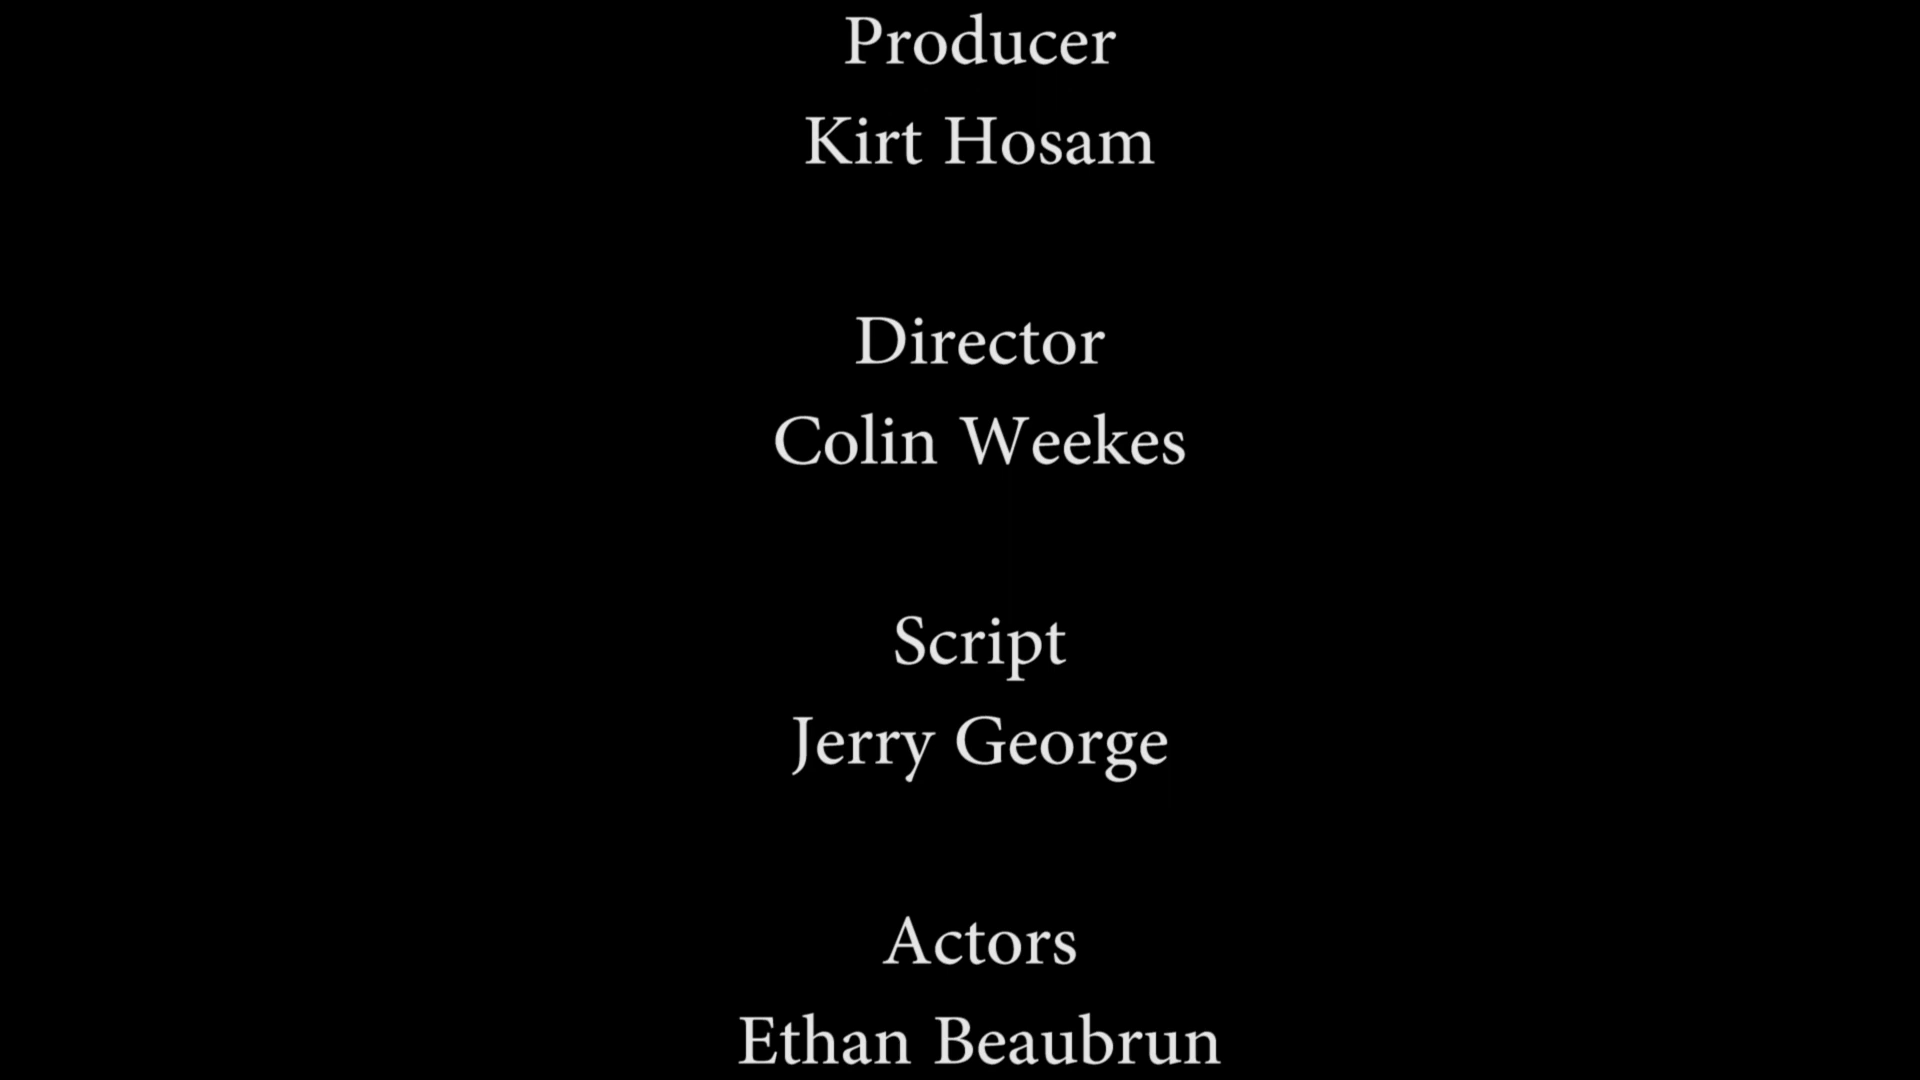 Producer
Kirt Hosam
Director
Colin Weekes
Script
Jerry George
Actors
Ethan Beaubrun